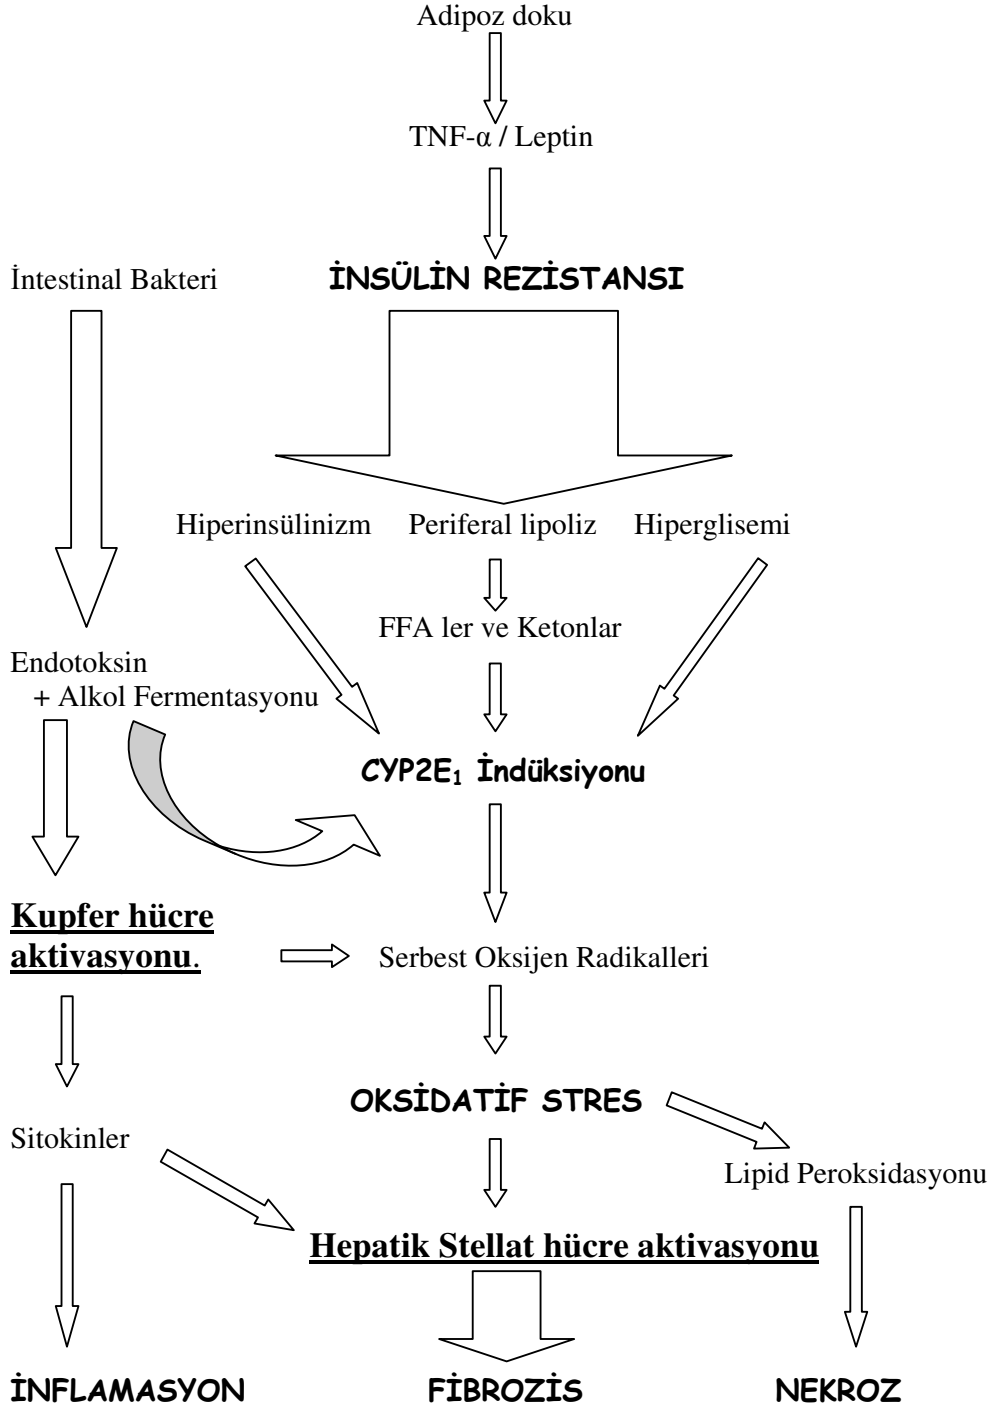 Adipoz doku
TNF-α / Leptin
İntestinal Bakteri
İNSÜLİN REZİSTANSI
Hiperinsülinizm
Periferal lipoliz
Hiperglisemi
FFA ler ve Ketonlar
Endotoksin
+ Alkol Fermentasyonu
CYP2E₁ İndüksiyonu
Kupfer hücre
aktivasyonu.
Serbest Oksijen Radikalleri
OKSİDATİF STRES
Sitokinler
Lipid Peroksidasyonu
Hepatik Stellat hücre aktivasyonu
İNFLAMASYON
FİBROZİS
NEKROZ